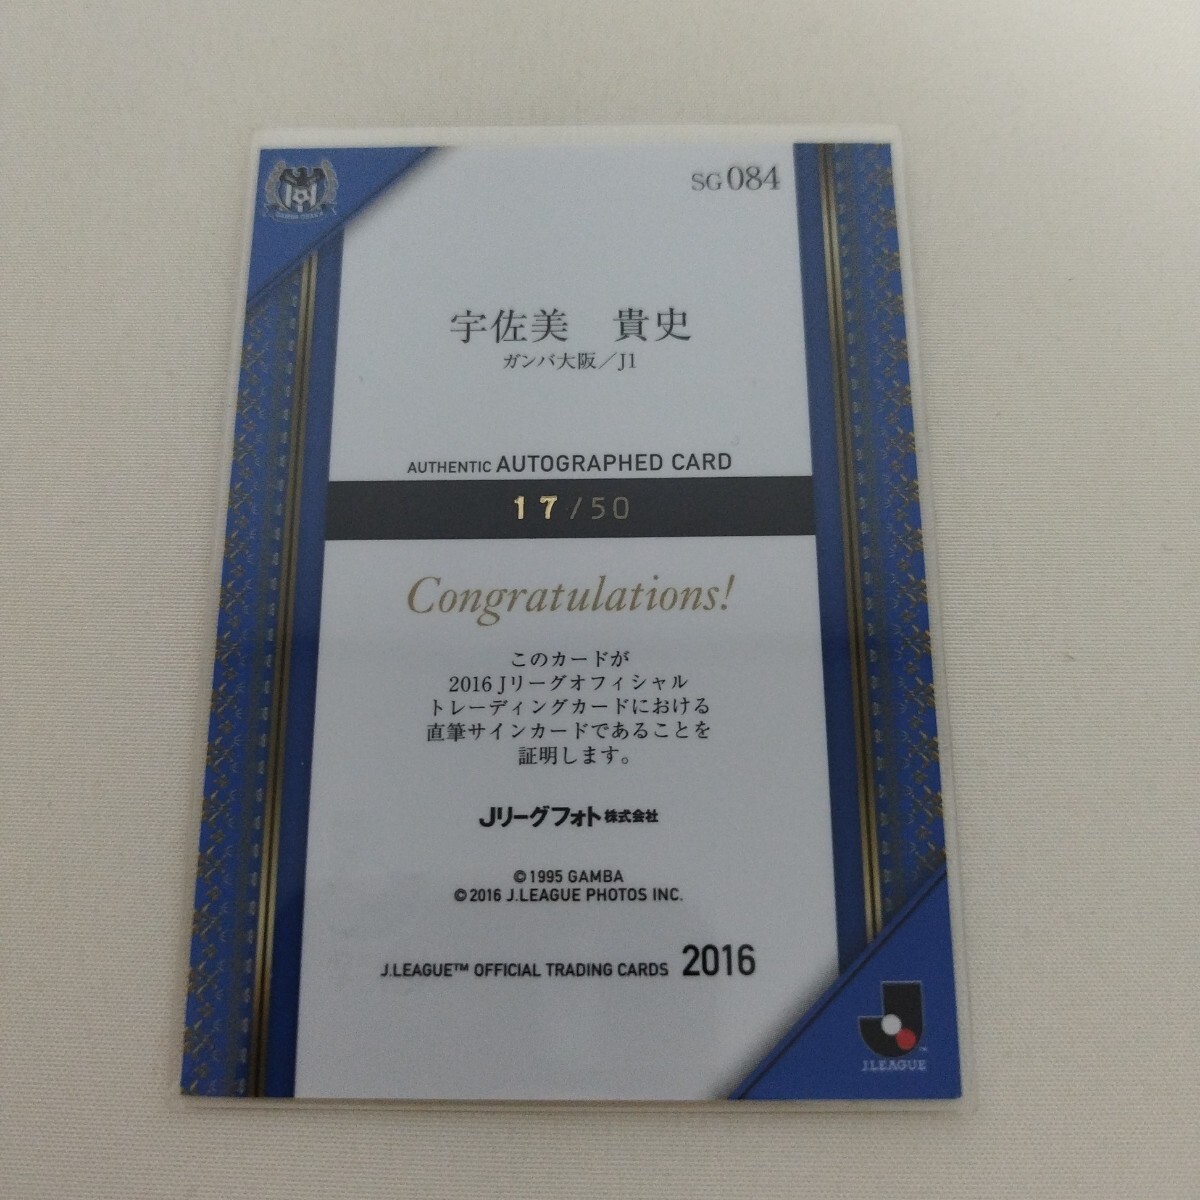 GAMBA OSAKA
SG084
宇佐美　貴史
ガンバ大阪／J1
AUTHENTIC AUTOGRAPHED CARD
17/50
Congratulations!
このカードが
2016 Jリーグオフィシャル
トレーディングカードにおける
直筆サインカードであることを
証明します。
Jリーグフォト株式会社
©1995 GAMBA
©2016 J.LEAGUE PHOTOS INC.
J.LEAGUE™ OFFICIAL TRADING CARDS 2016
J.LEAGUE™